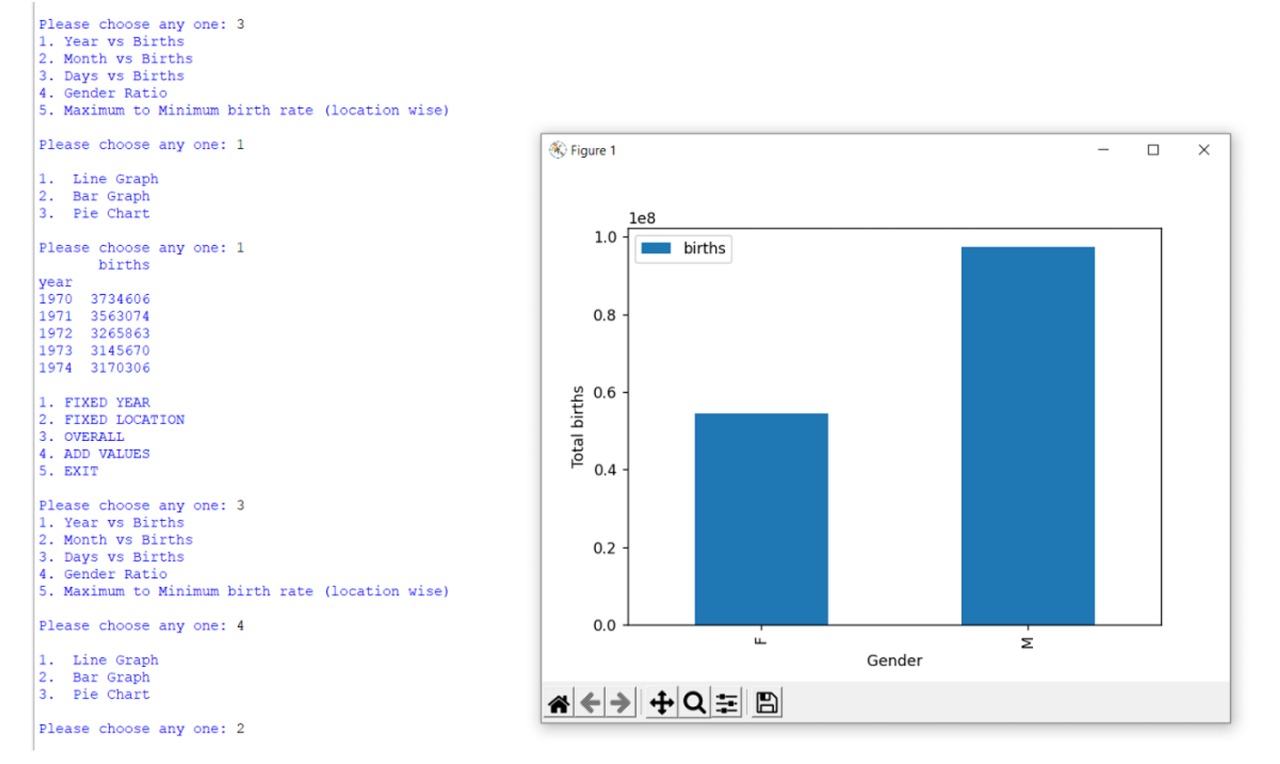 Please choose any one: 3
1. Year vs Births
2. Month vs Births
3. Days vs Births
4. Gender Ratio
5. Maximum to Minimum birth rate (location wise)
Please choose any one: 1
1.  Line Graph
2.  Bar Graph
3.  Pie Chart
Please choose any one: 1
births
year
1970  3734606
1971  3563074
1972  3265863
1973  3145670
1974  3170306
1. FIXED YEAR
2. FIXED LOCATION
3. OVERALL
4. ADD VALUES
5. EXIT
Please choose any one: 3
1. Year vs Births
2. Month vs Births
3. Days vs Births
4. Gender Ratio
5. Maximum to Minimum birth rate (location wise)
Please choose any one: 4
1.  Line Graph
2.  Bar Graph
3.  Pie Chart
Please choose any one: 2
Figure 1
1e8
births
1.0
0.8
0.6
0.4
0.2
0.0
Total births
F
M
Gender